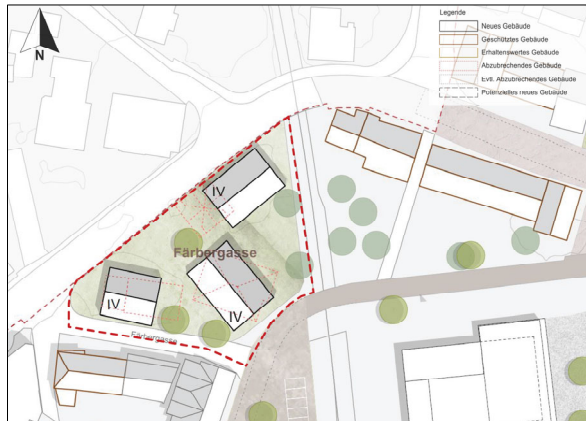 Legende
Neues Gebäude
Geschütztes Gebäude
Erhaltenswertes Gebäude
Abzubrechendes Gebäude
Evtl. Abzubrechendes Gebäude
Potenzielles neues Gebäude
N
IV
Färbergasse
IV
IV
Färbergasse